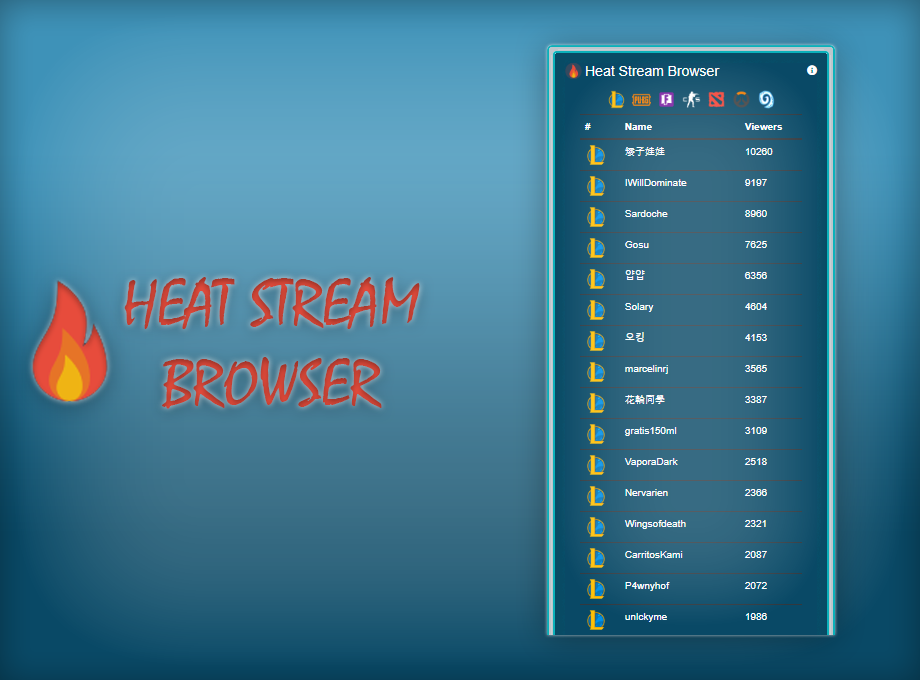 HEAT STREAM
BROWSER
Heat Stream Browser
PUBG
F
CS
# Name Viewers
矮子娃娃 10260
IWillDominate 9197
Sardoche 8960
Gosu 7625
얍얍 6356
Solary 4604
오킹 4153
marcelinrj 3565
花輪同學 3387
gratis150ml 3109
VaporaDark 2518
Nervarien 2366
Wingsofdeath 2321
CarritosKami 2087
P4wnyhof 2072
unlckyme 1986